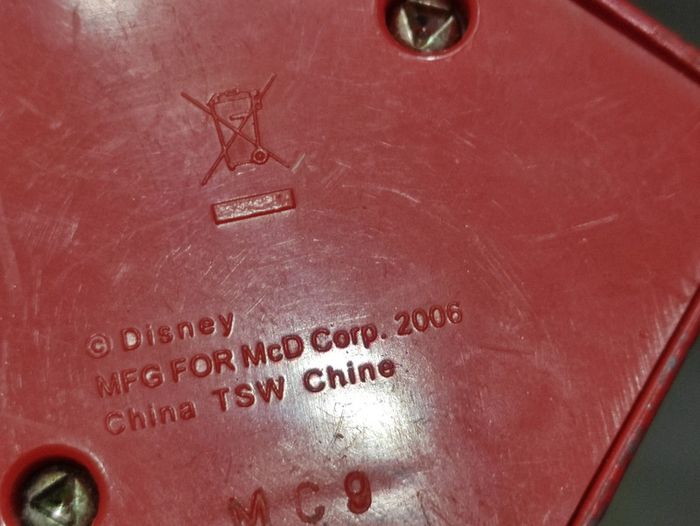 © Disney
MFG FOR McD Corp. 2006
China TSW Chine
MC9